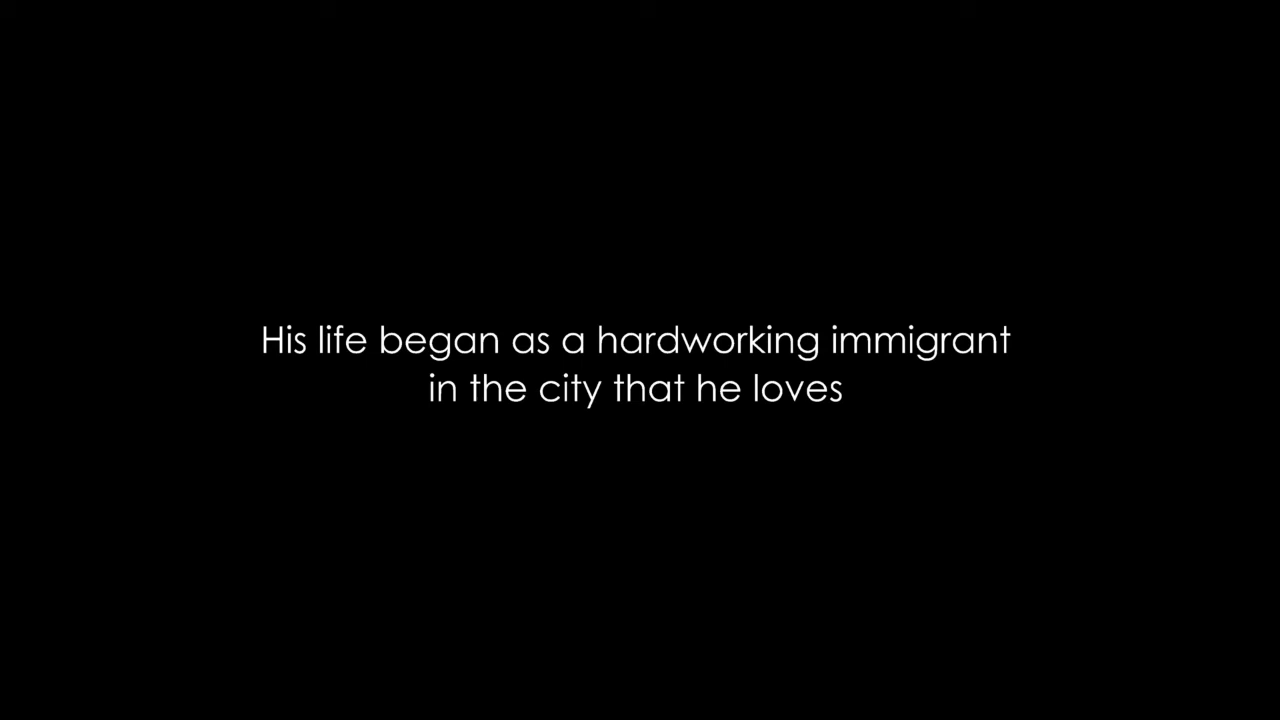 His life began as a hardworking immigrant
in the city that he loves